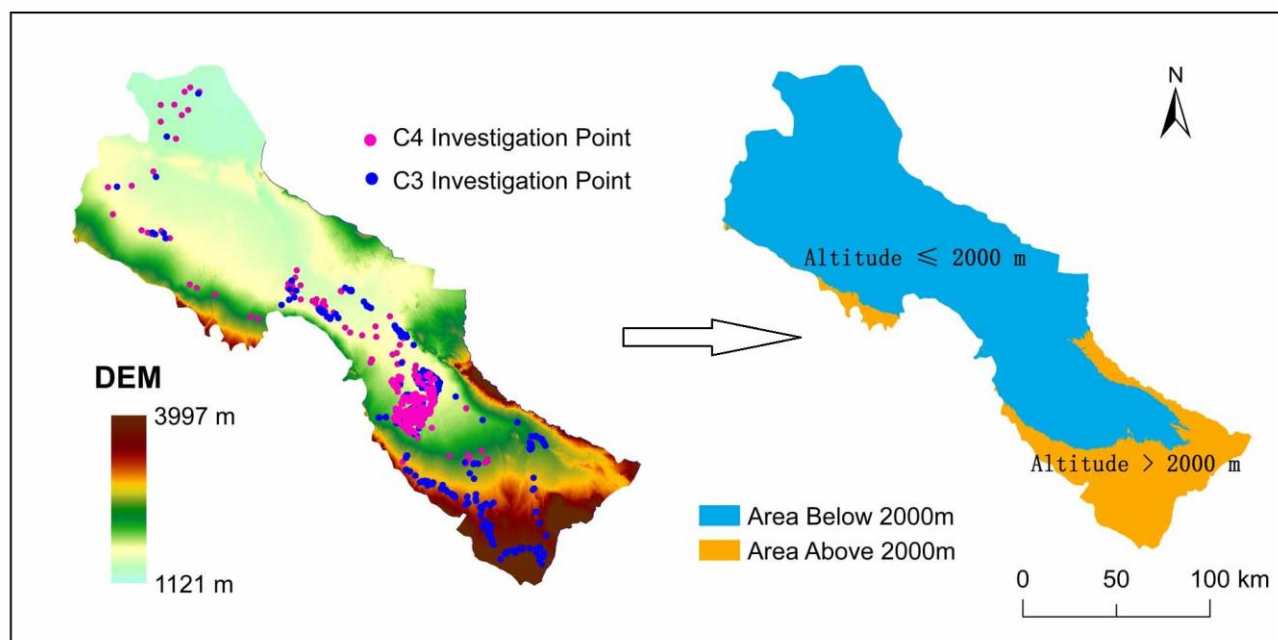 N
C4 Investigation Point
C3 Investigation Point
Altitude ≤ 2000 m
DEM
3997 m
1121 m
Altitude > 2000 m
Area Below 2000m
Area Above 2000m
0 50 100 km